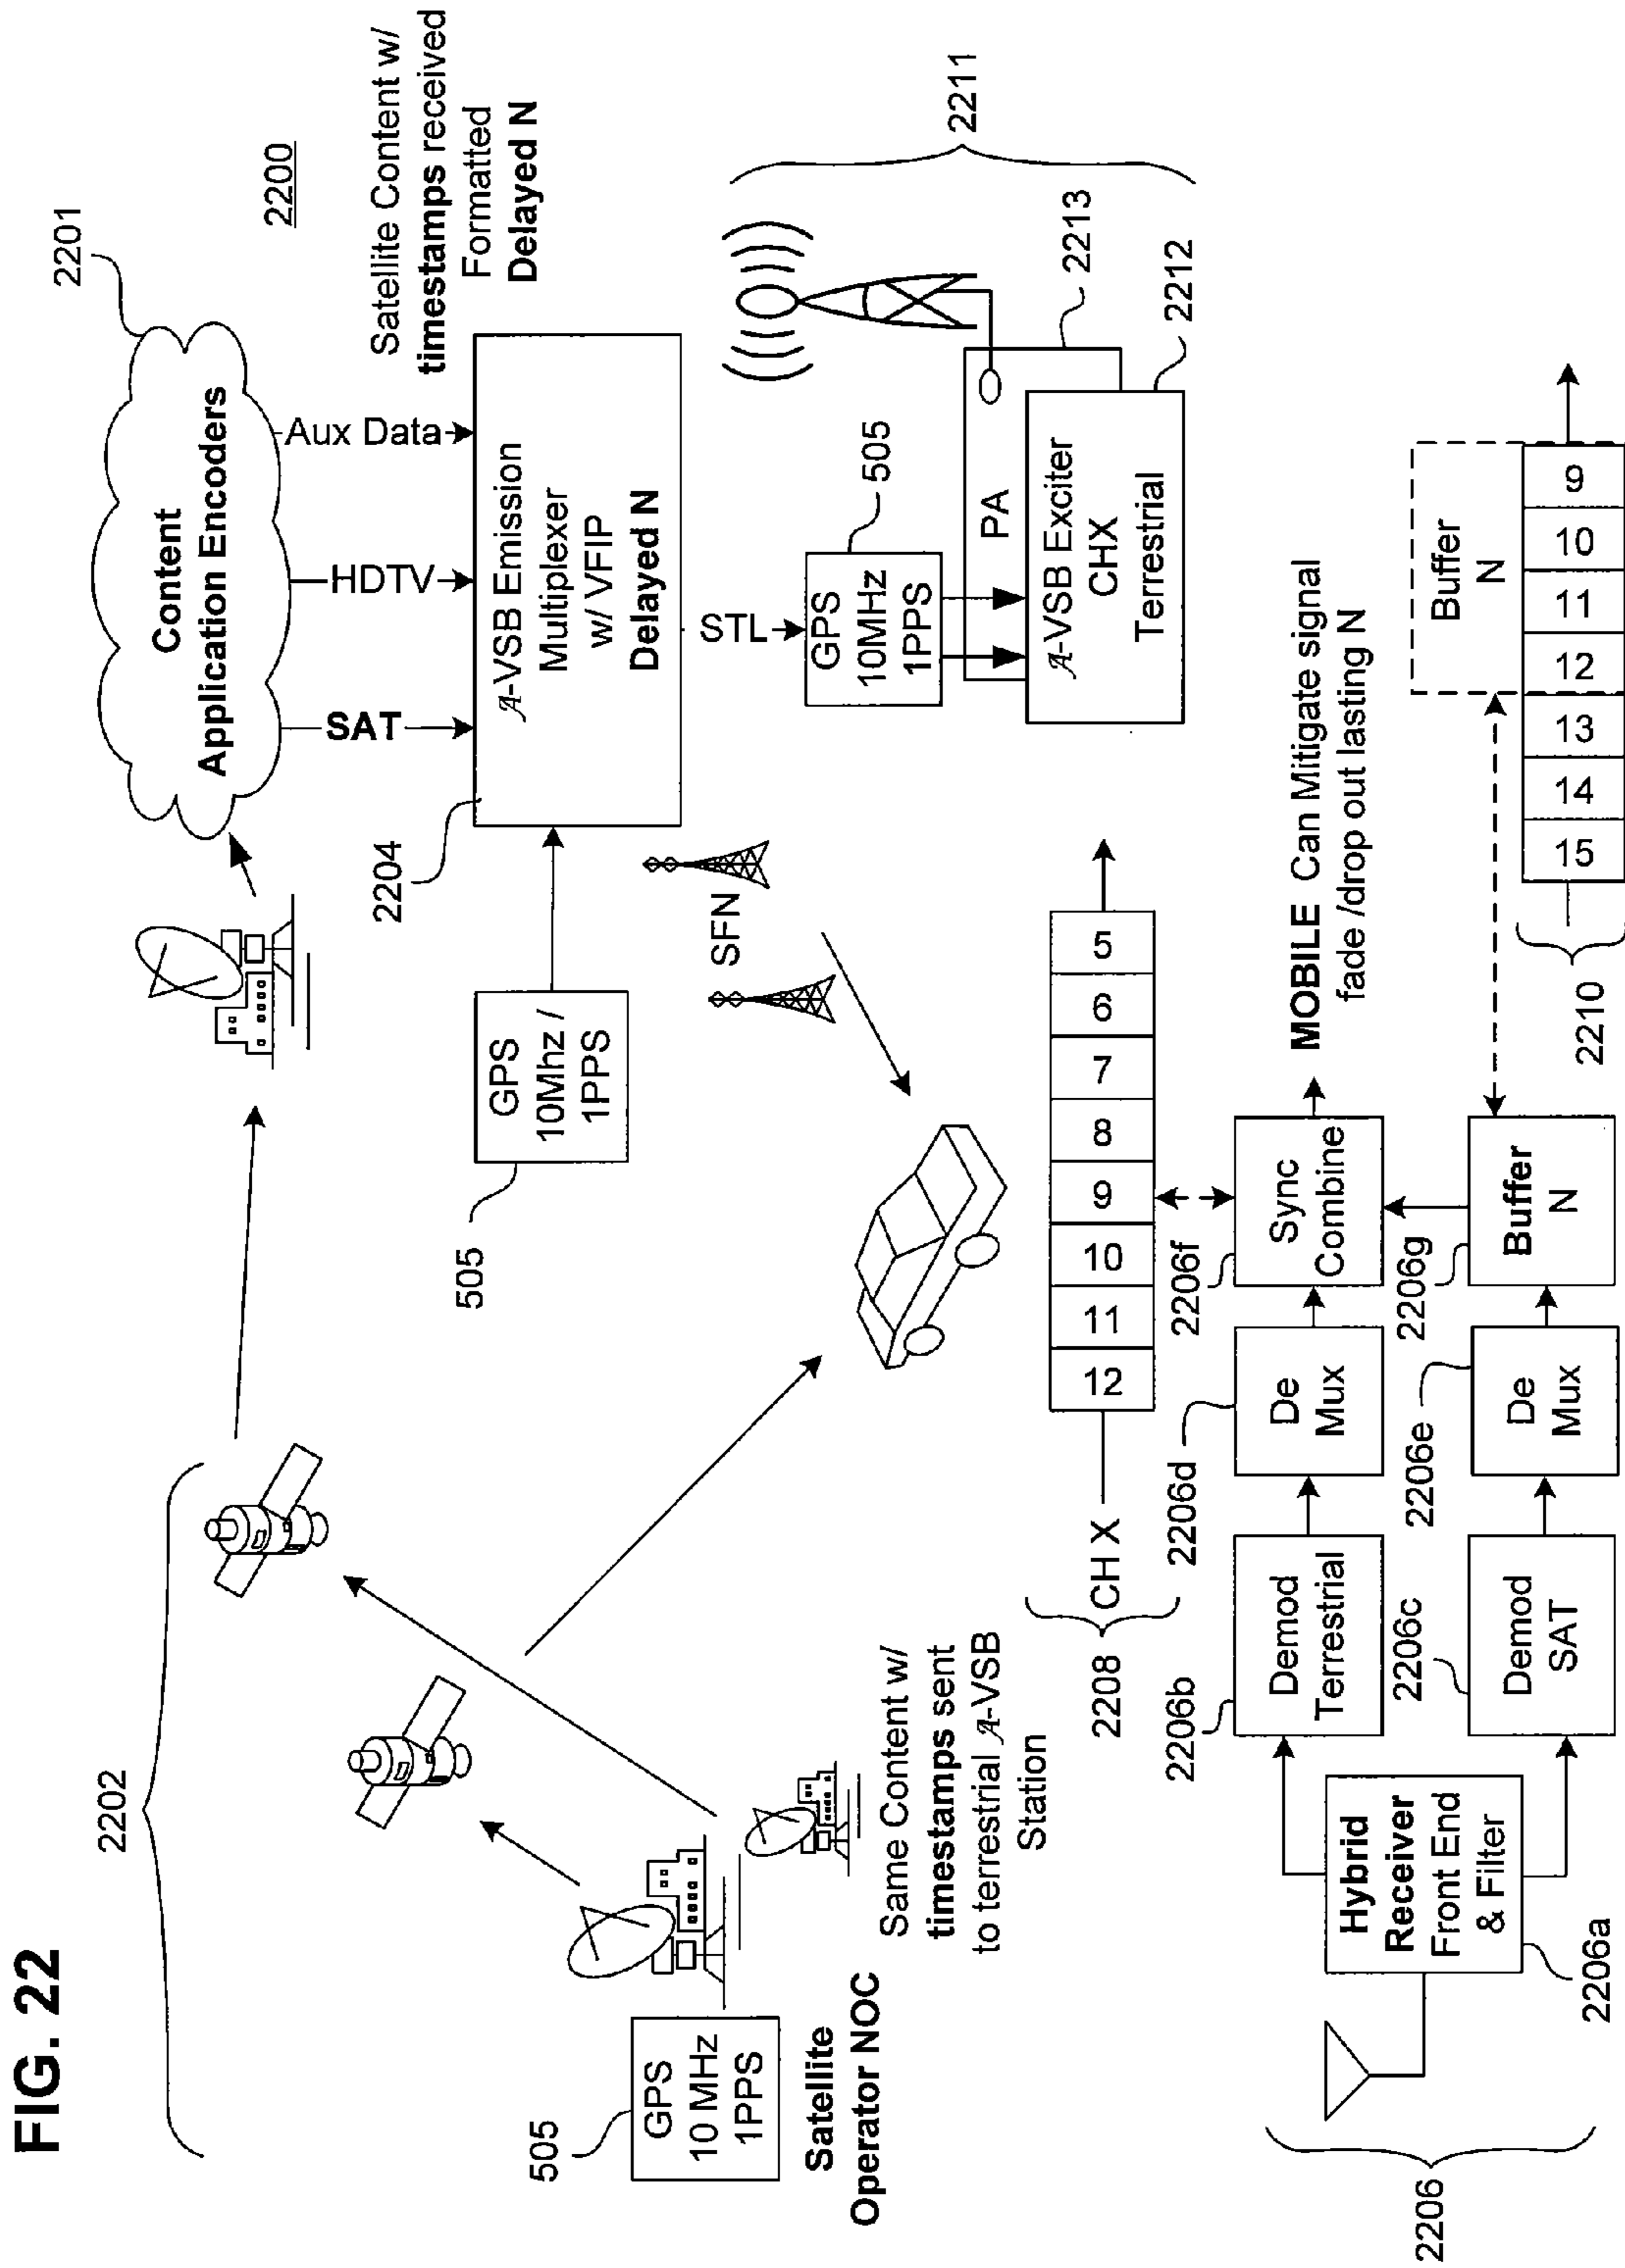 FIG. 22
2202
2201
2200
Content
Application Encoders
SAT
HDTV
Aux Data
Satellite Content w/
timestamps received
Formatted
Delayed N
2204
A-VSB Emission
Multiplexer
w/ VFIP
Delayed N
GPS
10Mhz /
1PPS
505
505
GPS
10 MHz
1PPS
Satellite
Operator NOC
Same Content w/
timestamps sent
to terrestrial A-VSB
Station
SFN
STL
GPS
10MHz
1PPS
505
PA
A-VSB Exciter
CHX
Terrestrial
2211
2213
2212
2208
CH X
12
11
10
9
8
7
6
5
2206
2206a
Hybrid
Receiver
Front End
& Filter
2206b
Demod
Terrestrial
2206c
Demod
SAT
2206d
De
Mux
2206e
De
Mux
2206f
Sync
Combine
2206g
Buffer
N
MOBILE Can Mitigate signal
fade /drop out lasting N
Buffer
N
2210
15
14
13
12
11
10
9